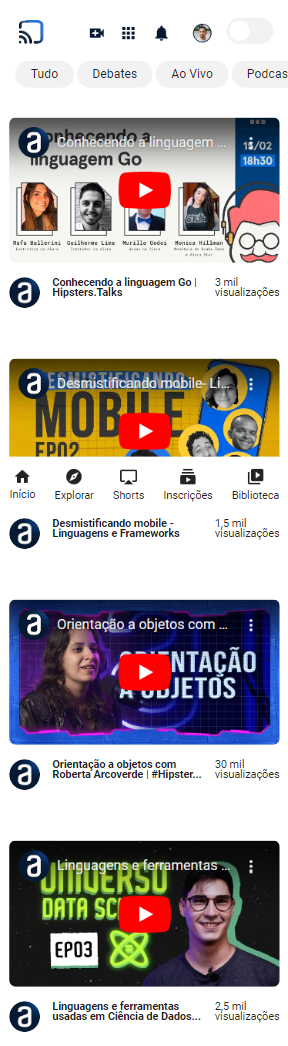 Tudo
Debates
Ao Vivo
Podcas
Conhecendo a linguagem ...
Conhecendo a
linguagem Go
15/02
18h30
Rafa Ballerini
Guilherme Lima
Murillo Godoi
Monica Hillman
Conhecendo a linguagem Go |
Hipsters.Talks
3 mil
visualizações
Desmistificando mobile- Li...
DESMISTIFICANDO
MOBILE
EP02
Início
Explorar
Shorts
Inscrições
Biblioteca
Desmistificando mobile -
Linguagens e Frameworks
1,5 mil
visualizações
Orientação a objetos com ...
ORIENTAÇÃO
A OBJETOS
Orientação a objetos com
Roberta Arcoverde | #Hipster...
30 mil
visualizações
Linguagens e ferramentas ...
UNIVERSO
DATA SC
EP03
Linguagens e ferramentas
usadas em Ciência de Dados...
2,5 mil
visualizações